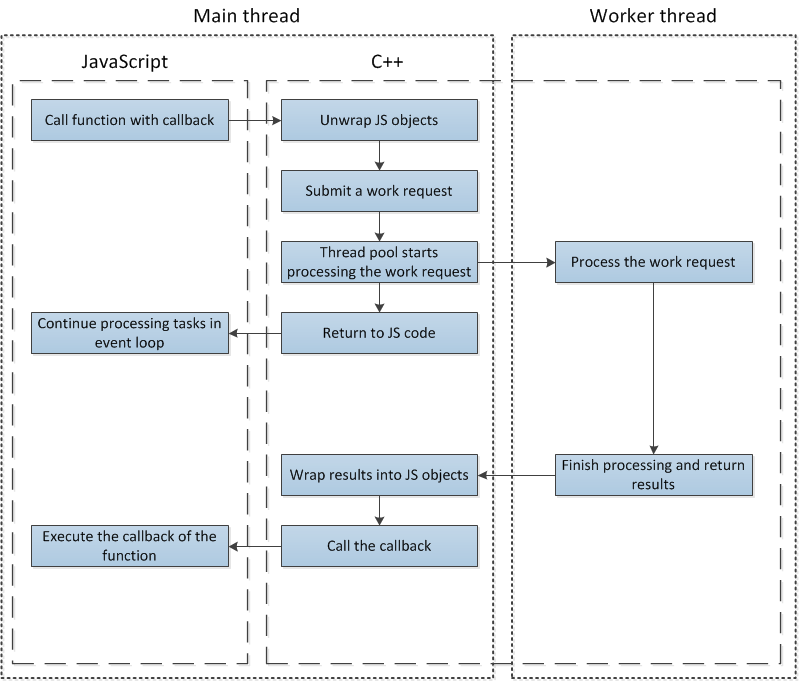 Main thread
Worker thread
JavaScript
C++
Call function with callback
Unwrap JS objects
Submit a work request
Thread pool starts
processing the work request
Process the work request
Continue processing tasks in
event loop
Return to JS code
Wrap results into JS objects
Finish processing and return
results
Execute the callback of the
function
Call the callback